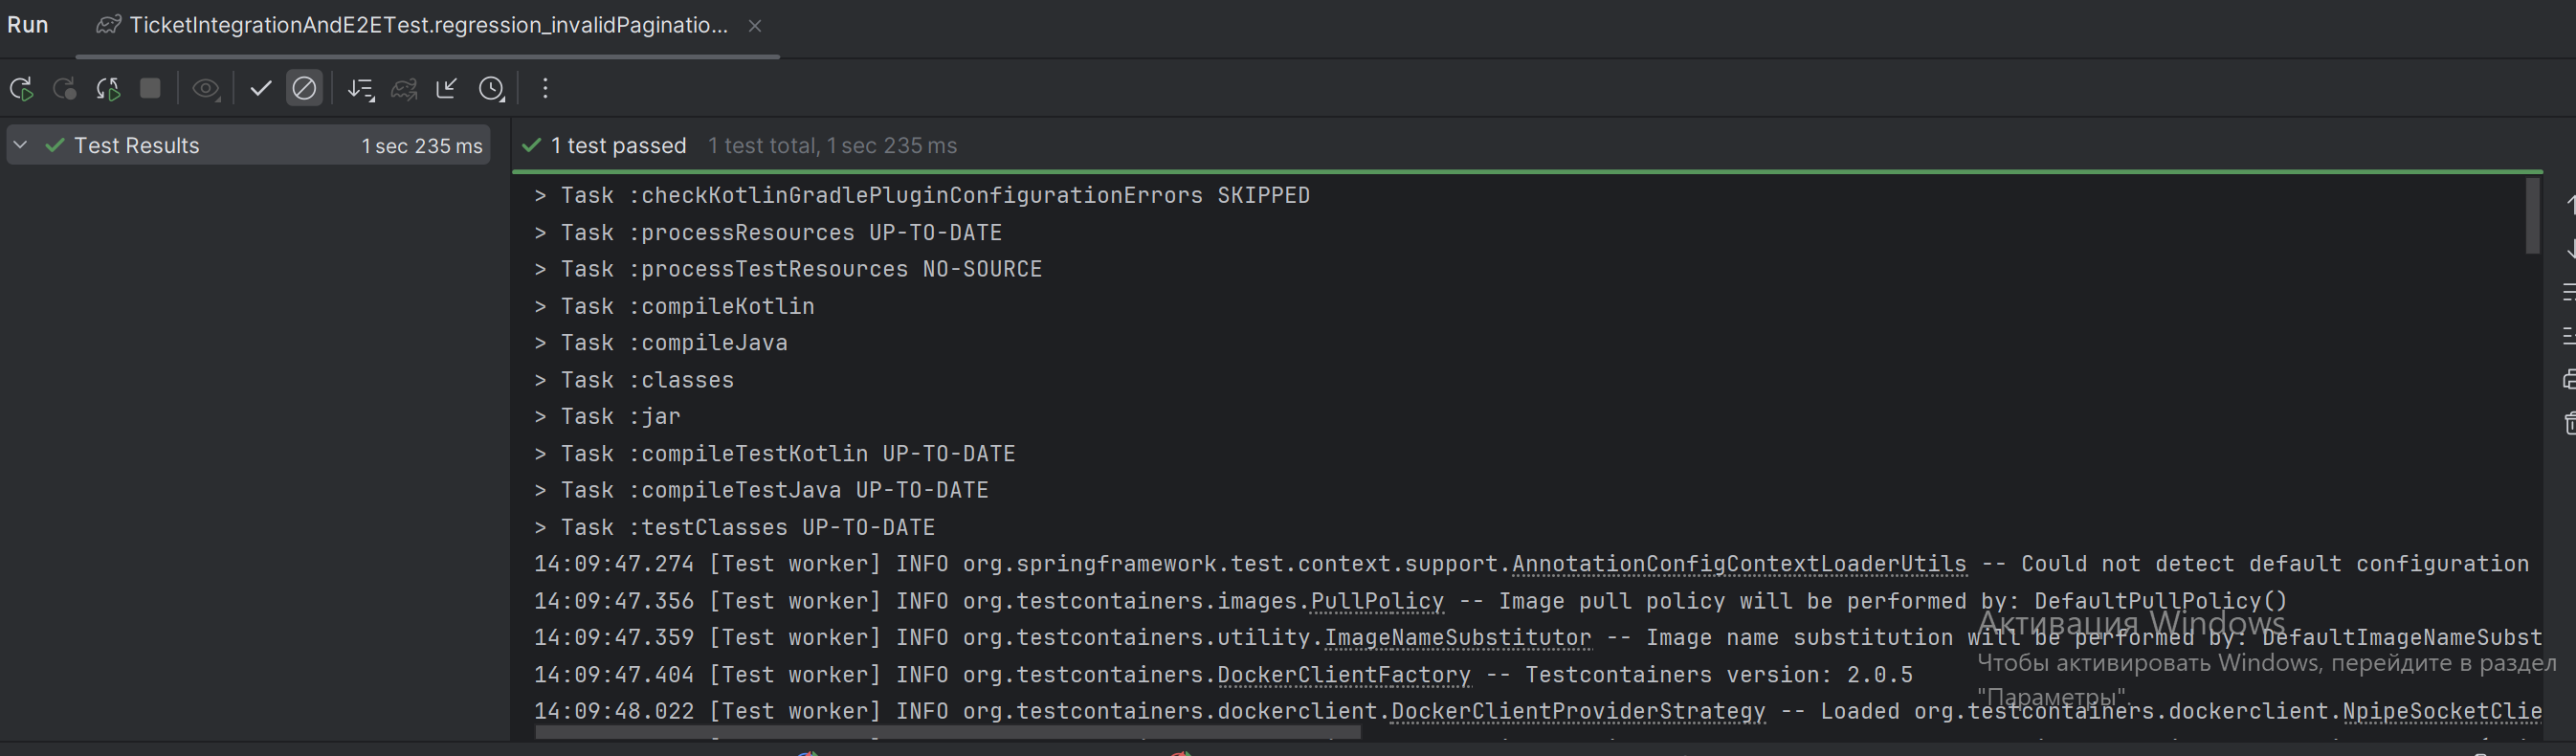 Run TicketIntegrationAndE2ETest.regression_invalidPaginatio...
Test Results 1 sec 235 ms
1 test passed 1 test total, 1 sec 235 ms
> Task :checkKotlinGradlePluginConfigurationErrors SKIPPED
> Task :processResources UP-TO-DATE
> Task :processTestResources NO-SOURCE
> Task :compileKotlin
> Task :compileJava
> Task :classes
> Task :jar
> Task :compileTestKotlin UP-TO-DATE
> Task :compileTestJava UP-TO-DATE
> Task :testClasses UP-TO-DATE
14:09:47.274 [Test worker] INFO org.springframework.test.context.support.AnnotationConfigContextLoaderUtils -- Could not detect default configuration
14:09:47.356 [Test worker] INFO org.testcontainers.images.PullPolicy -- Image pull policy will be performed by: DefaultPullPolicy()
14:09:47.359 [Test worker] INFO org.testcontainers.utility.ImageNameSubstitutor -- Image name substitution will be performed by: DefaultImageNameSubst
14:09:47.404 [Test worker] INFO org.testcontainers.DockerClientFactory -- Testcontainers version: 2.0.5
14:09:48.022 [Test worker] INFO org.testcontainers.dockerclient.DockerClientProviderStrategy -- Loaded org.testcontainers.dockerclient.NpipeSocketClie
Активация Windows
Чтобы активировать Windows, перейдите в раздел
"Параметры".